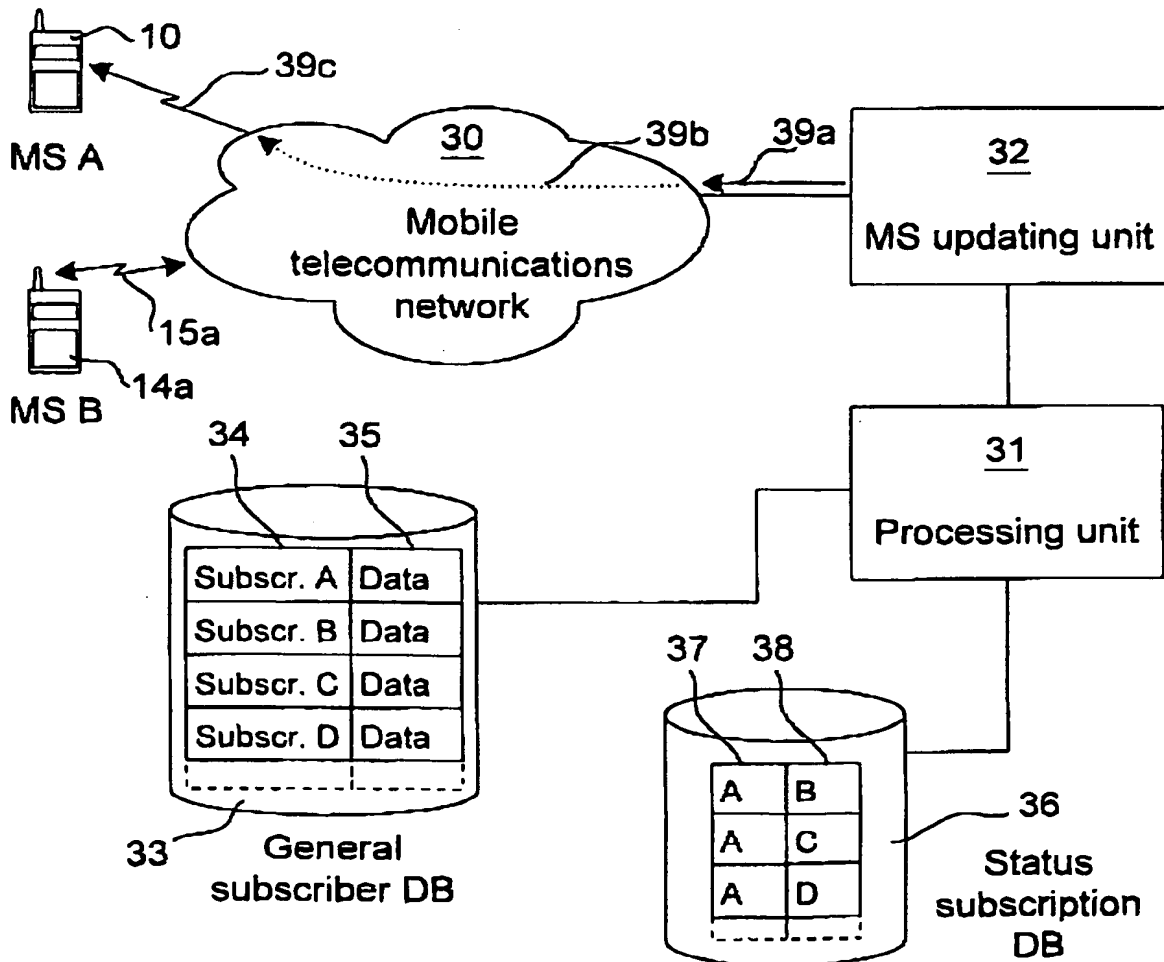 10
39c
MS A
30
39b
39a
32
MS updating unit
Mobile
telecommunications
network
15a
14a
MS B
34
35
31
Processing unit
Subscr. A Data
Subscr. B Data
Subscr. C Data
Subscr. D Data
33
General
subscriber DB
37
38
A B
A C
A D
36
Status
subscription
DB